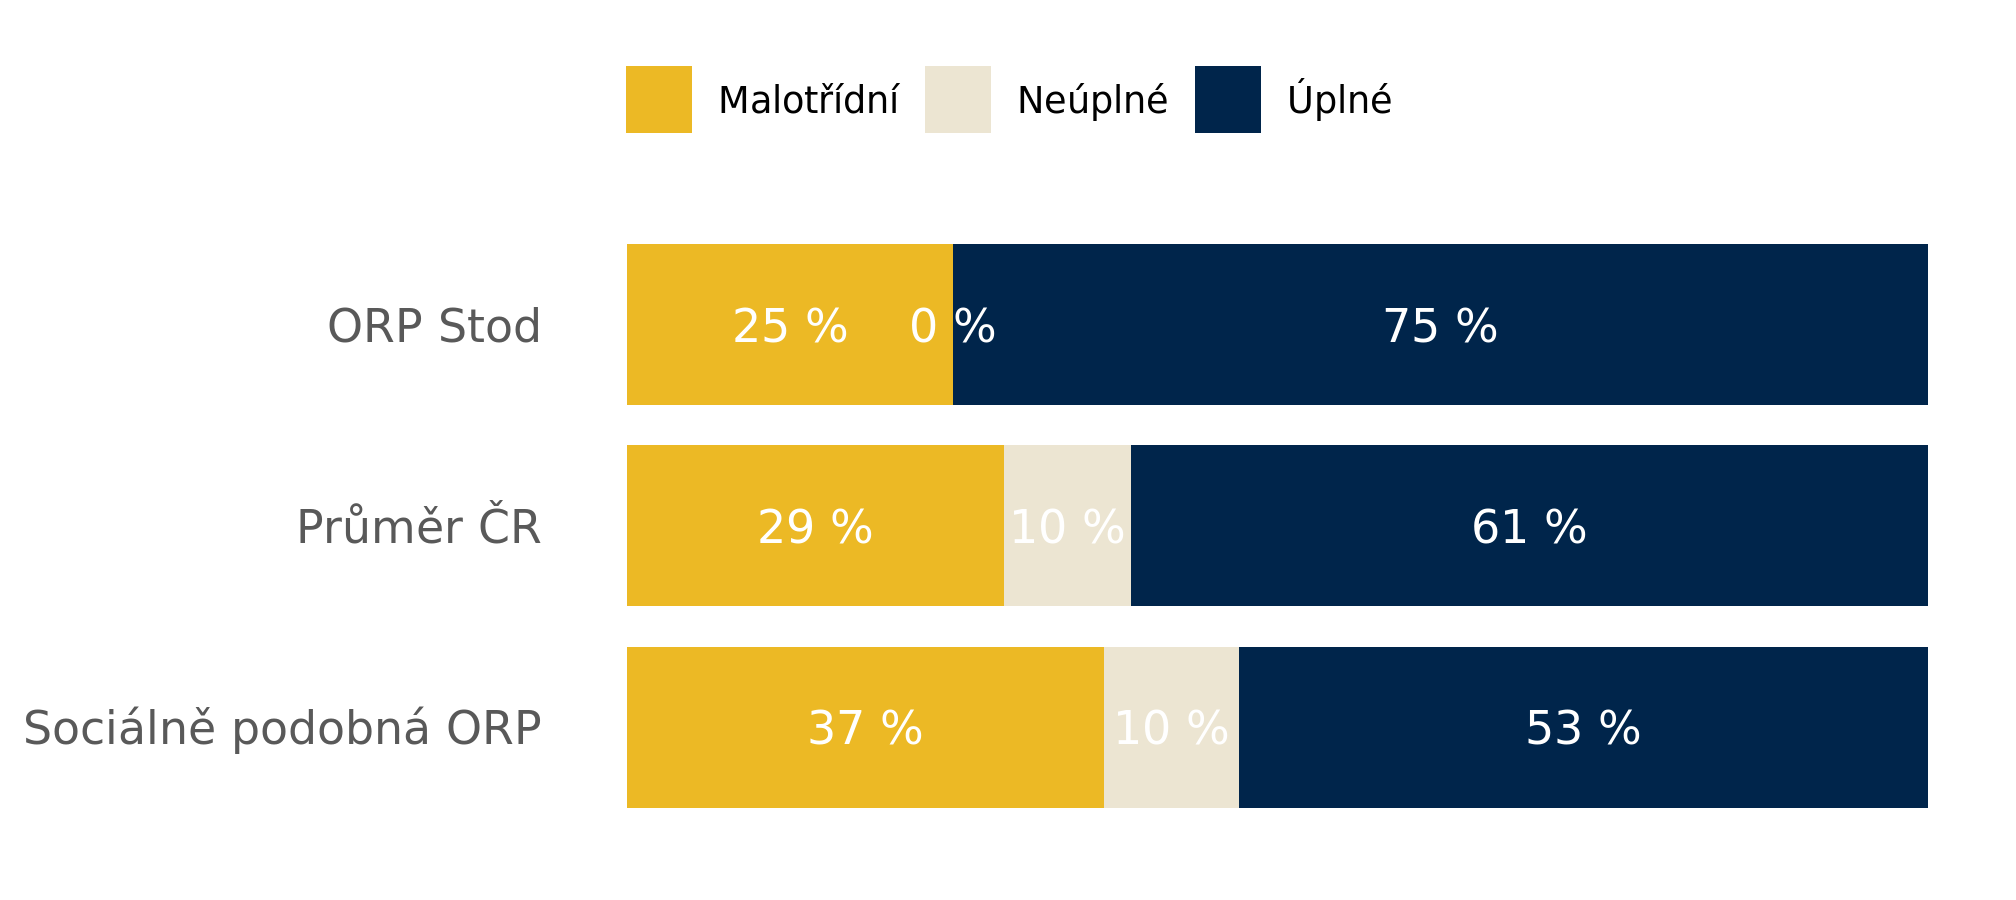 Malotřídní Neúplné Úplné
ORP Stod 25 % 0 % 75 %
Průměr ČR 29 % 10 % 61 %
Sociálně podobná ORP 37 % 10 % 53 %